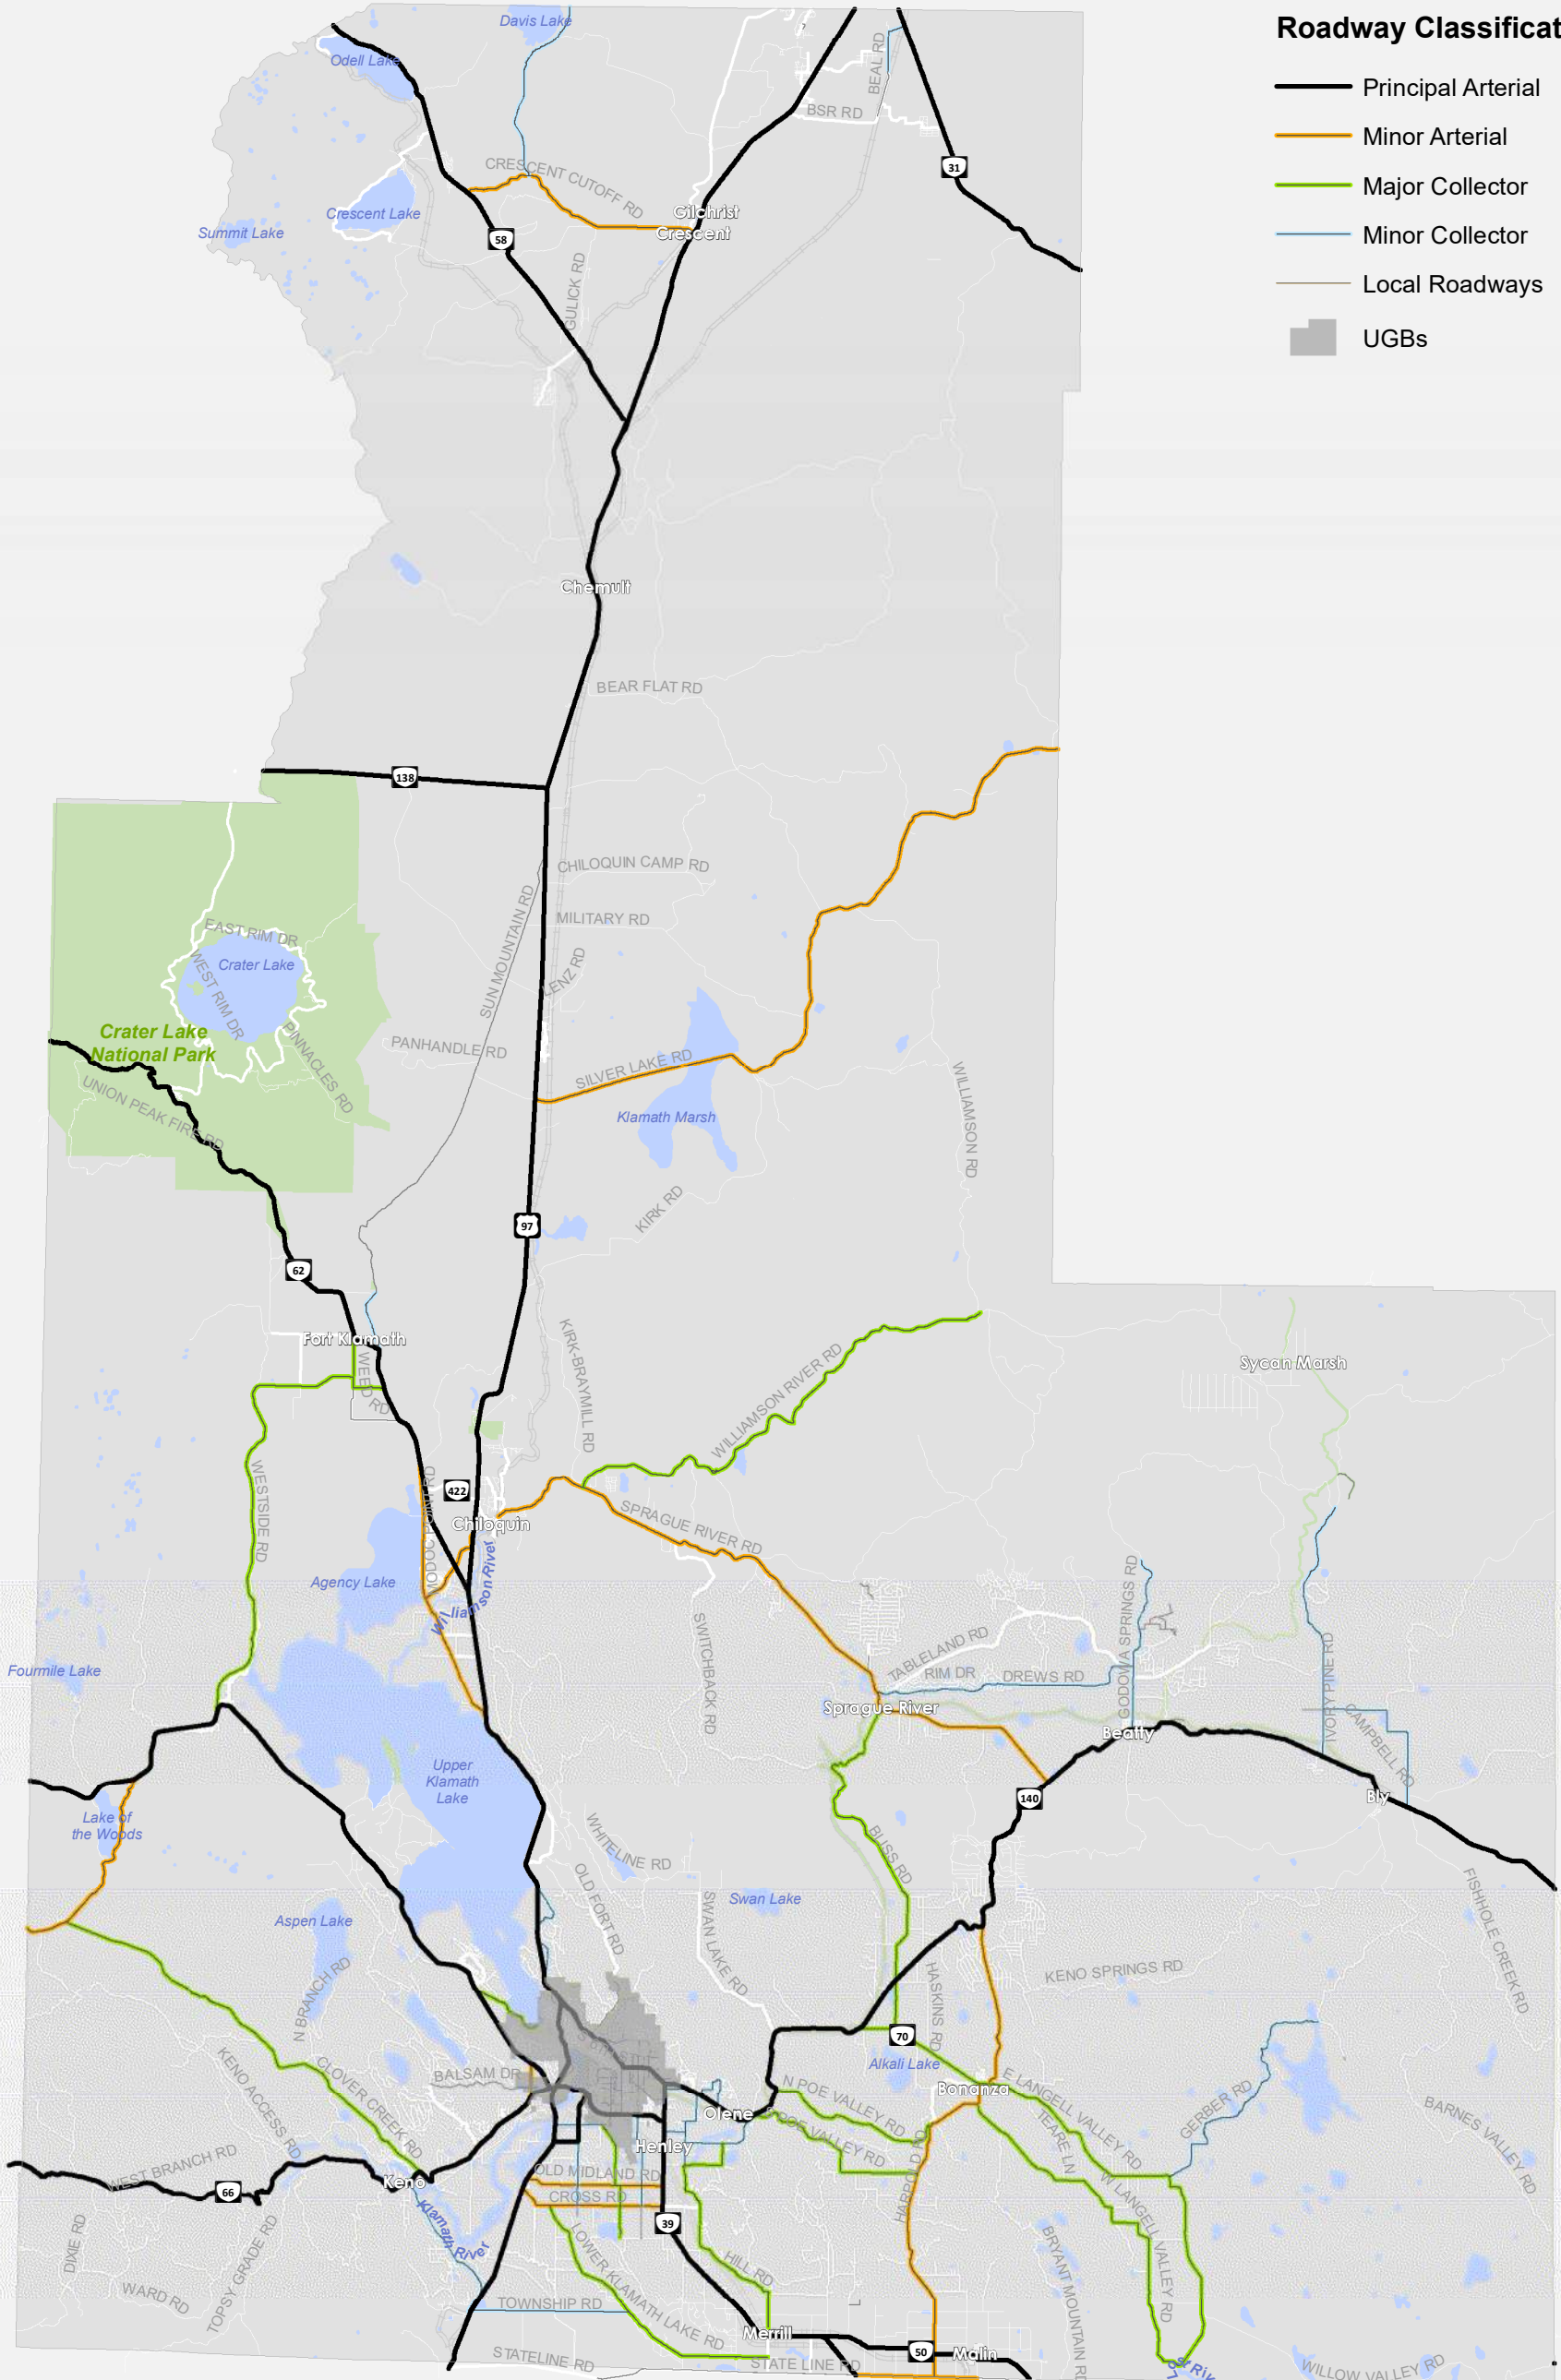 Roadway Classificat
Principal Arterial
Minor Arterial
Major Collector
Minor Collector
Local Roadways
UGBs
Davis Lake
Odell Lake
BEAL RD
BSR RD
31
CRESCENT CUTOFF RD
Crescent Lake
Gilchrist
Summit Lake
Crescent
58
GULICK RD
Chemult
BEAR FLAT RD
138
CHILOQUIN CAMP RD
SUN MOUNTAIN RD
MILITARY RD
EAST RIM DR
Crater Lake
WEST RIM DR
LENZ RD
Crater Lake
National Park
PINNACLES RD
PANHANDLE RD
SILVER LAKE RD
UNION PEAK FIRE RD
Klamath Marsh
WILLIAMSON RD
KIRK RD
97
62
Fort Klamath
WEED RD
KIRK-BRAYMILL RD
WILLIAMSON RIVER RD
Sycan Marsh
WESTSIDE RD
MODOC POINT RD
422
Chiloquin
SPRAGUE RIVER RD
Agency Lake
Williamson River
SWITCHBACK RD
TABLELAND RD
RIM DR
DREWS RD
GODOWA SPRINGS RD
IVORY PINE RD
CAMPBELL RD
Fourmile Lake
Sprague River
Beatty
Upper
Klamath
Lake
140
Bly
Lake of
the Woods
WHITELINE RD
BLISS RD
OLD FORT RD
Swan Lake
SWAN LAKE RD
FISHHOLE CREEK RD
Aspen Lake
N BRANCH RD
HASKINS RD
KENO SPRINGS RD
70
Alkali Lake
BALSAM DR
KENO ACCESS RD
CLOVER CREEK RD
N POE VALLEY RD
Bonanza
E LANGELL VALLEY RD
GERBER RD
BARNES VALLEY RD
Olene
POE VALLEY RD
TEARE LN
Henley
HARPOLD RD
WEST BRANCH RD
66
Keno
OLD MIDLAND RD
CROSS RD
W LANGELL VALLEY RD
Klamath River
39
DIXIE RD
TOPSY GRADE RD
WARD RD
LOWER KLAMATH LAKE RD
HILL RD
BRYANT MOUNTAIN RD
TOWNSHIP RD
Merrill
50
Malin
STATELINE RD
STATE LINE RD
WILLOW VALLEY RD